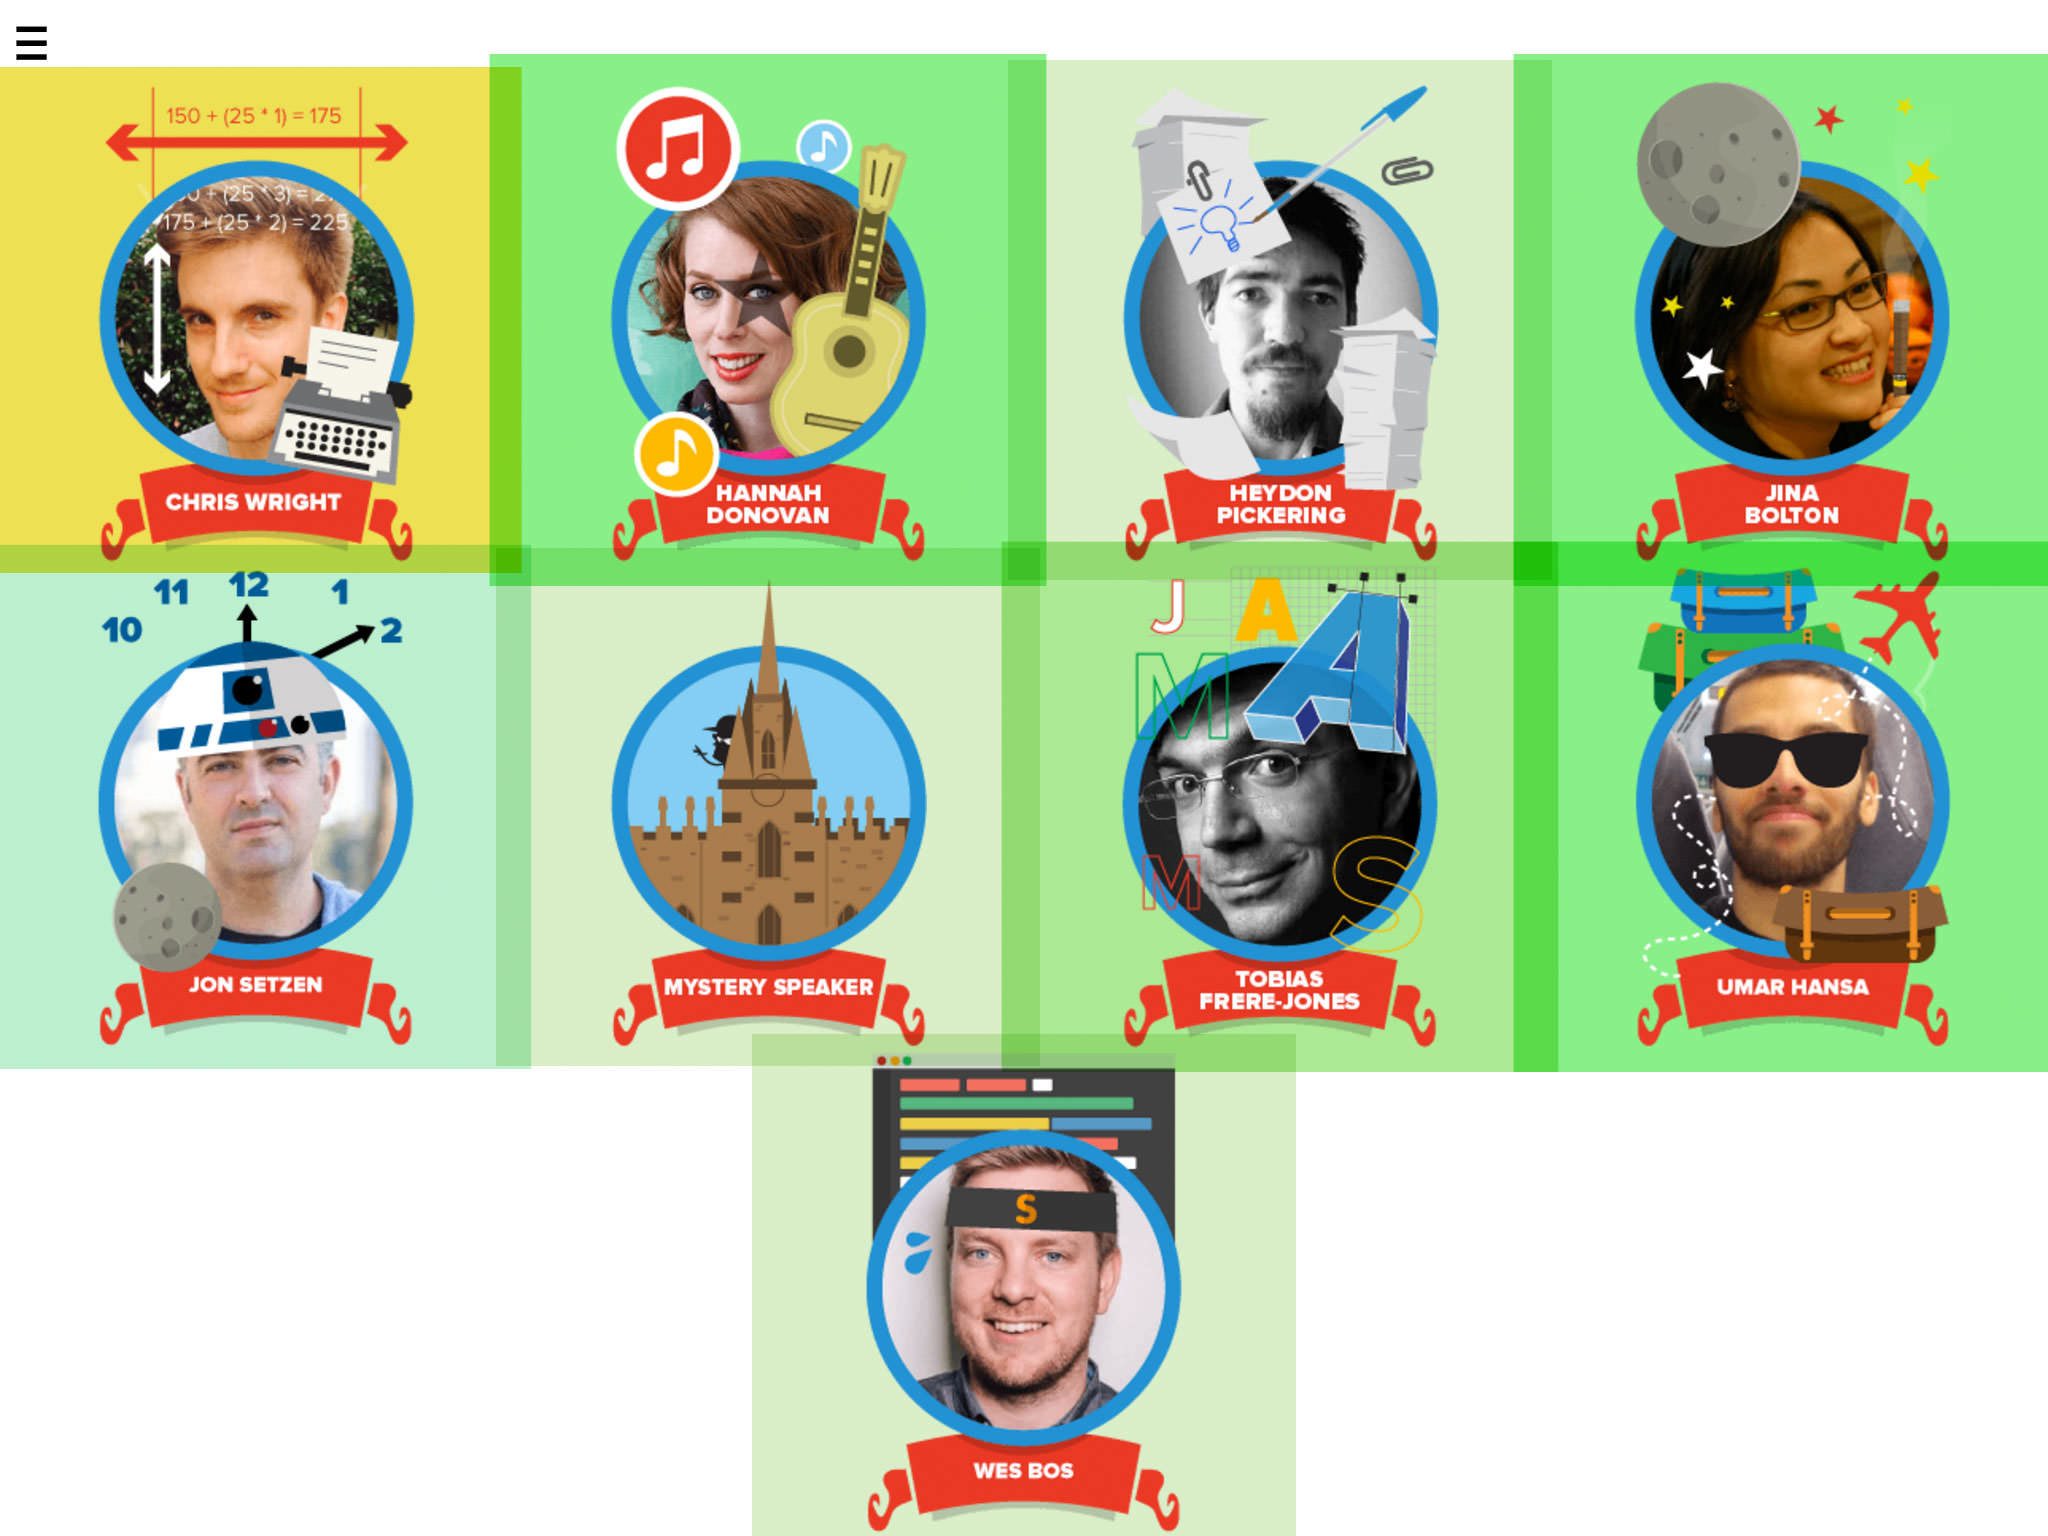 150 + (25 * 1) = 175
175 + (25 * 2) = 225
CHRIS WRIGHT
HANNAH
DONOVAN
HEYDON
PICKERING
JINA
BOLTON
10
11
12
1
2
JON SETZEN
MYSTERY SPEAKER
J
A
A
M
M
S
TOBIAS
FRERE-JONES
UMAR HANSA
S
WES BOS